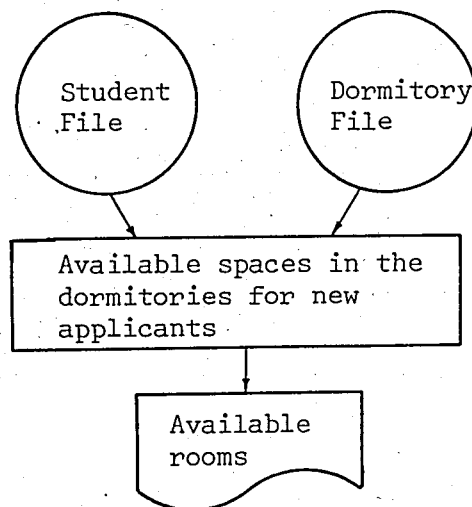 Student
File
Dormitory
File
Available spaces in the
dormitories for new
applicants
Available
rooms